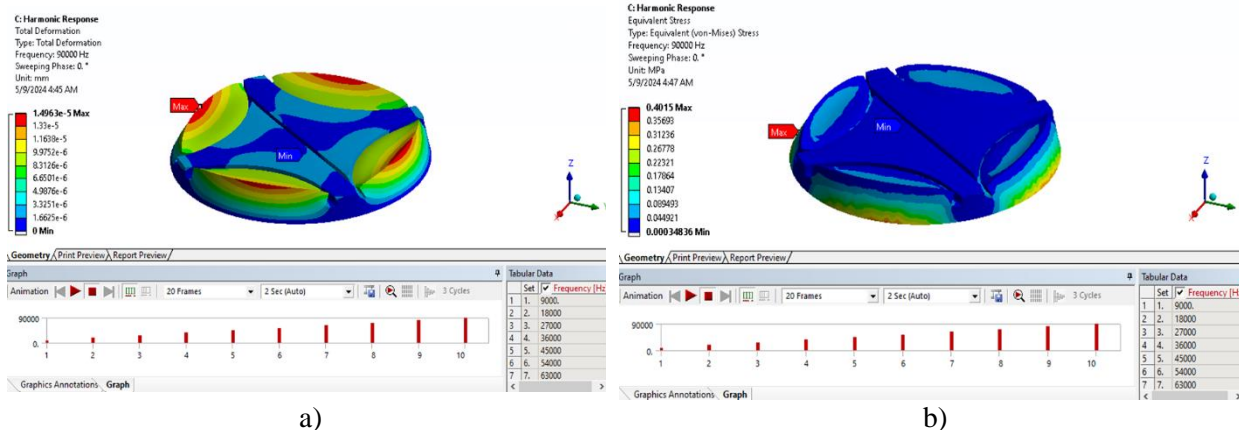 C: Harmonic Response
Total Deformation
Type: Total Deformation
Frequency: 90000 Hz
Sweeping Phase: 0. °
Unit: mm
5/9/2024 4:45 AM
1.4963e-5 Max
1.33e-5
1.1638e-5
9.9752e-6
8.3126e-6
6.6501e-6
4.9876e-6
3.3251e-6
1.6625e-6
0 Min
Max
Min
Z
X
Geometry Print Preview Report Preview
Graph
Animation 20 Frames 2 Sec (Auto) 3 Cycles
90000
0.
1 2 3 4 5 6 7 8 9 10
Graphics Annotations Graph
Tabular Data
Set Frequency [Hz
1 1. 9000.
2 2. 18000
3 3. 27000
4 4. 36000
5 5. 45000
6 6. 54000
7 7. 63000
a)
C: Harmonic Response
Equivalent Stress
Type: Equivalent (von-Mises) Stress
Frequency: 90000 Hz
Sweeping Phase: 0. °
Unit: MPa
5/9/2024 4:47 AM
0.4015 Max
0.35693
0.31236
0.26778
0.22321
0.17864
0.13407
0.089493
0.044921
0.00034836 Min
Max
Min
Z
X
Y
Geometry Print Preview Report Preview
Graph
Animation 20 Frames 2 Sec (Auto) 3 Cycles
90000
0.
1 2 3 4 5 6 7 8 9 10
Graphics Annotations Graph
Tabular Data
Set Frequency [Hz
1 1. 9000.
2 2. 18000
3 3. 27000
4 4. 36000
5 5. 45000
6 6. 54000
7 7. 63000
b)